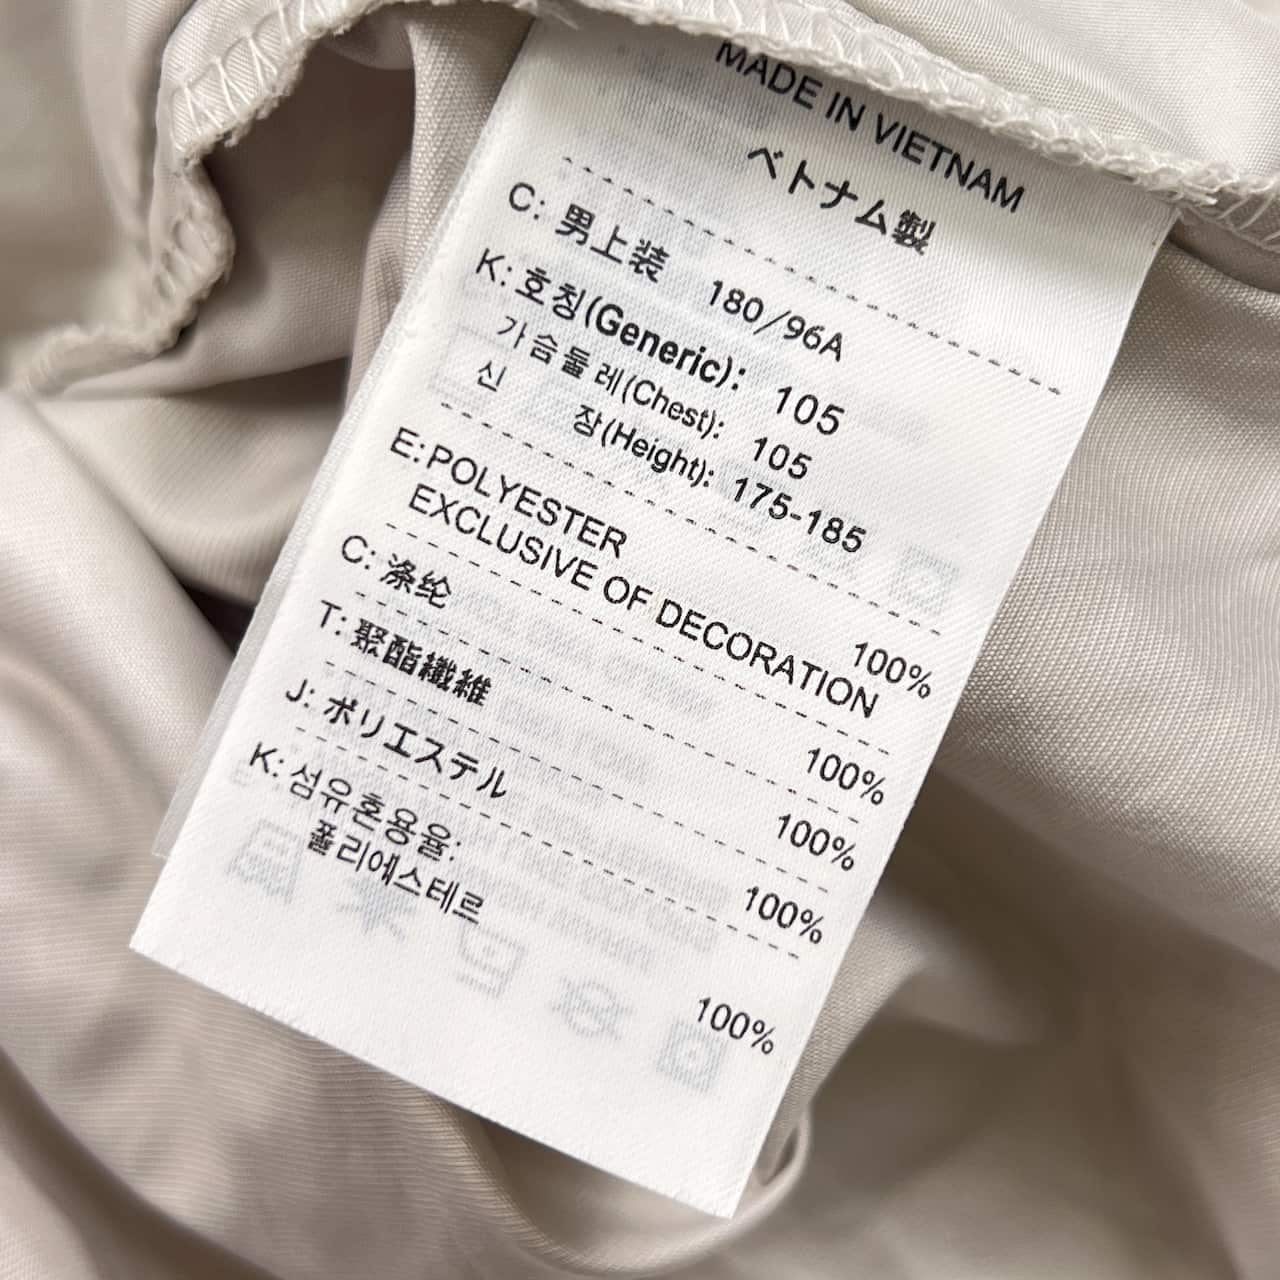 MADE IN VIETNAM
ベトナム製
C: 男上装 180/96A
K: 호칭(Generic): 105
가슴둘레(Chest): 105
신장(Height): 175-185
E: POLYESTER 100%
EXCLUSIVE OF DECORATION
C: 涤纶 100%
T: 聚酯纖維 100%
J: ポリエステル 100%
K: 섬유혼용율:
폴리에스테르 100%